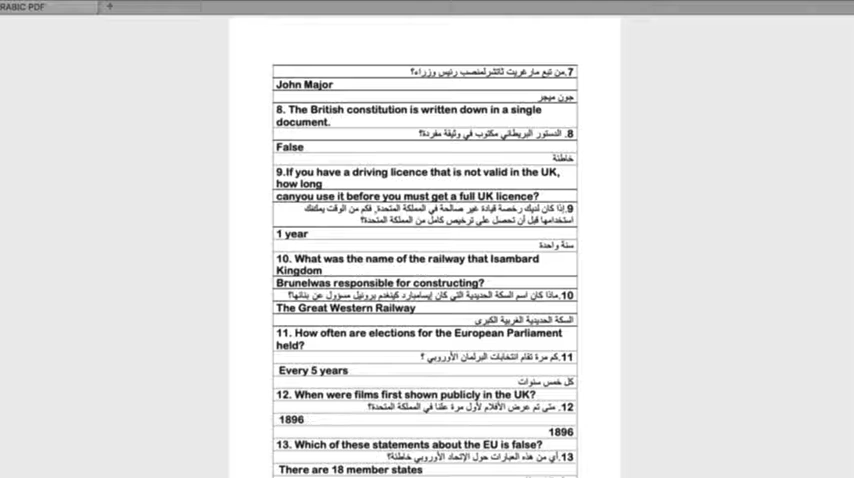 RABIC PDF
7.من تبع مارغريت ثاتشرلمنصب رئيس وزراء؟
John Major
جون ميجر
8. The British constitution is written down in a single
document.
8. الدستور البريطاني مكتوب في وثيقة مفردة؟
False
خاطئة
9.If you have a driving licence that is not valid in the UK,
how long
canyou use it before you must get a full UK licence?
9.إذا كان لديك رخصة قيادة غير صالحة في المملكة المتحدة, فكم من الوقت يمكنك
استخدامها قبل أن تحصل على ترخيص كامل من المملكة المتحدة؟
1 year
سنة واحدة
10. What was the name of the railway that Isambard
Kingdom
Brunelwas responsible for constructing?
10.ماذا كان اسم السكة الحديدية التي كان إيسامبارد كينغدم برونيل مسؤول عن بنائها؟
The Great Western Railway
السكة الحديدية الغربية الكبرى
11. How often are elections for the European Parliament
held?
11.كم مرة تقام انتخابات البرلمان الأوروبي ؟
Every 5 years
كل خمس سنوات
12. When were films first shown publicly in the UK?
12. متى تم عرض الأفلام لأول مرة علنا في المملكة المتحدة؟
1896
1896
13. Which of these statements about the EU is false?
13.أي من هذه العبارات حول الإتحاد الأوروبي خاطئة؟
There are 18 member states